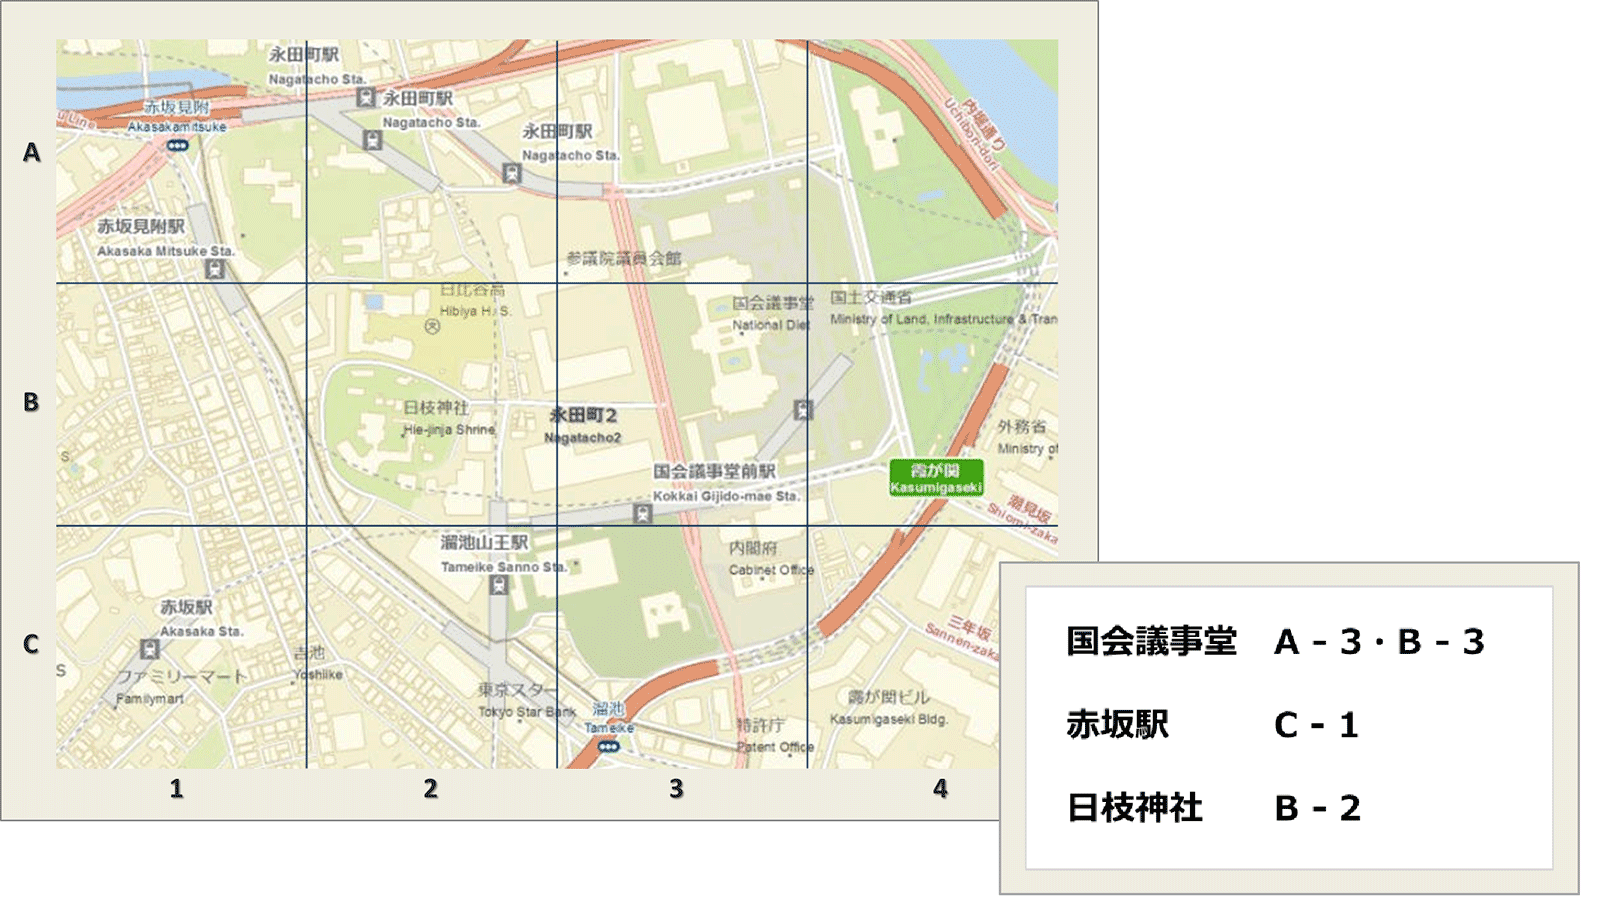 永田町駅
Nagatacho Sta.
永田町駅
Nagatacho Sta.
永田町駅
Nagatacho Sta.
赤坂見附
Akasakamitsuke
u Line
内堀通り
Uchibori-dori
A
赤坂見附駅
Akasaka Mitsuke Sta.
参議院議員会館
日比谷高
Hibiya H. S.
国会議事堂
National Diet
国土交通省
Ministry of Land, Infrastructure & Tran
B
日枝神社
Hie-jinja Shrine
永田町2
Nagatacho2
外務省
Ministry of
S.
国会議事堂前駅
Kokkai Gijido-mae Sta.
霞が関
Kasumigaseki
潮見坂
Shiomi-zaka
溜池山王駅
Tameike Sanno Sta.
内閣府
Cabinet Office
赤坂駅
Akasaka Sta.
三年坂
Sannen-zaka
C
S
ファミリーマート
Familymart
吉池
Yoshiike
東京スター
Tokyo Star Bank
溜池
Tameike
特許庁
Patent Office
霞が関ビル
Kasumigaseki Bldg.
1
2
3
4
国会議事堂 A - 3・B - 3
赤坂駅 C - 1
日枝神社 B - 2